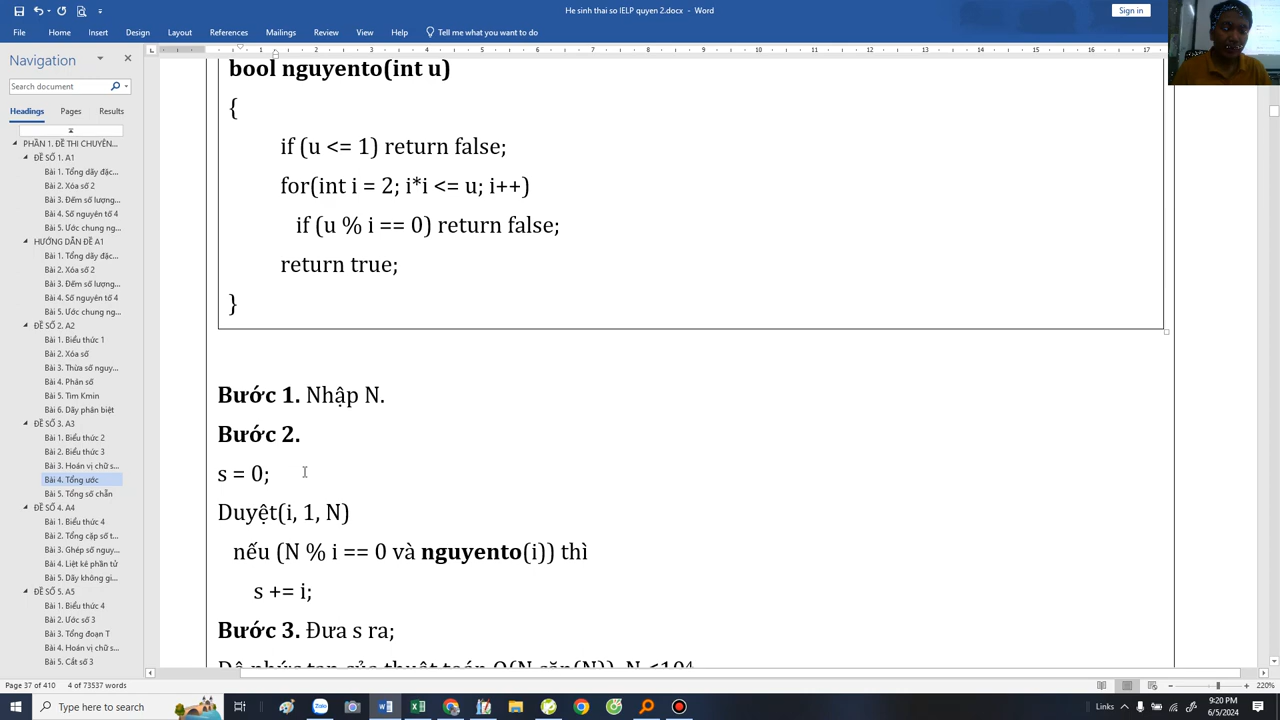 He sinh thai so IELP quyen 2.docx - Word
Sign in
File Home Insert Design Layout References Mailings Review View Help Tell me what you want to do
Navigation
Search document
Headings Pages Results
PHẦN 1. ĐỀ THI CHUYÊN...
ĐỀ SỐ 1. A1
Bài 1. Tổng dãy đặc...
Bài 2. Xóa số 2
Bài 3. Đếm số lượng...
Bài 4. Số nguyên tố 4
Bài 5. Ước chung ng...
HƯỚNG DẪN ĐỀ A1
Bài 1. Tổng dãy đặc...
Bài 2. Xóa số 2
Bài 3. Đếm số lượng...
Bài 4. Số nguyên tố 4
Bài 5. Ước chung ng...
ĐỀ SỐ 2. A2
Bài 1. Biểu thức 1
Bài 2. Xóa số
Bài 3. Thừa số nguy...
Bài 4. Phân số
Bài 5. Tìm Kmin
Bài 6. Dãy phân biệt
ĐỀ SỐ 3. A3
Bài 1. Biểu thức 2
Bài 2. Biểu thức 3
Bài 3. Hoán vị chữ s...
Bài 4. Tổng ước
Bài 5. Tổng số chẵn
ĐỀ SỐ 4. A4
Bài 1. Biểu thức 4
Bài 2. Tổng cặp số t...
Bài 3. Ghép số nguy...
Bài 4. Liệt kê phần tử
Bài 5. Dãy không gi...
ĐỀ SỐ 5. A5
Bài 1. Biểu thức 4
Bài 2. Ước số 3
Bài 3. Tổng đoạn T
Bài 4. Hoán vị chữ s...
Bài 5. Cắt số 3
bool nguyento(int u)
{
if (u <= 1) return false;
for(int i = 2; i*i <= u; i++)
if (u % i == 0) return false;
return true;
}
Bước 1. Nhập N.
Bước 2.
s = 0;
Duyệt(i, 1, N)
nếu (N % i == 0 và nguyento(i)) thì
s += i;
Bước 3. Đưa s ra;
Độ phức tạp của thuật toán O(N căn(N)), N ≤10⁴
Page 37 of 410 4 of 73537 words
220%
Type here to search
Zalo
9:20 PM
6/5/2024